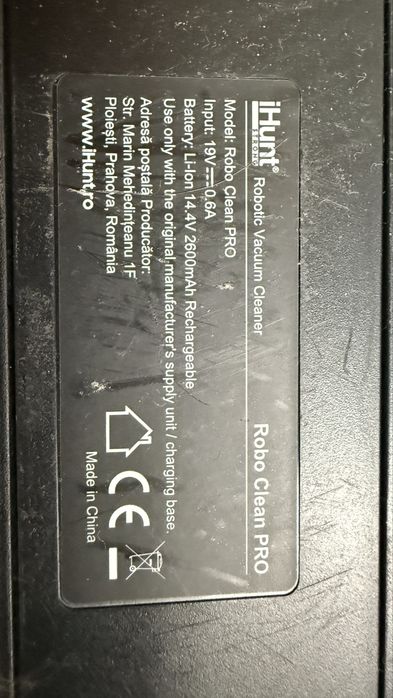 iHunt® Robotic Vacuum Cleaner Robo Clean PRO
STRONG
Model: Robo Clean PRO
Input: 19V⎓0.6A
Battery: Li-Ion 14.4V 2600mAh Rechargeable
Use only with the original manufacturer's supply unit / charging base.
Adresă poștală Producător:
Str. Marin Mehedințeanu 1F
Ploiești, Prahova, România
www.iHunt.ro
CE
Made in China